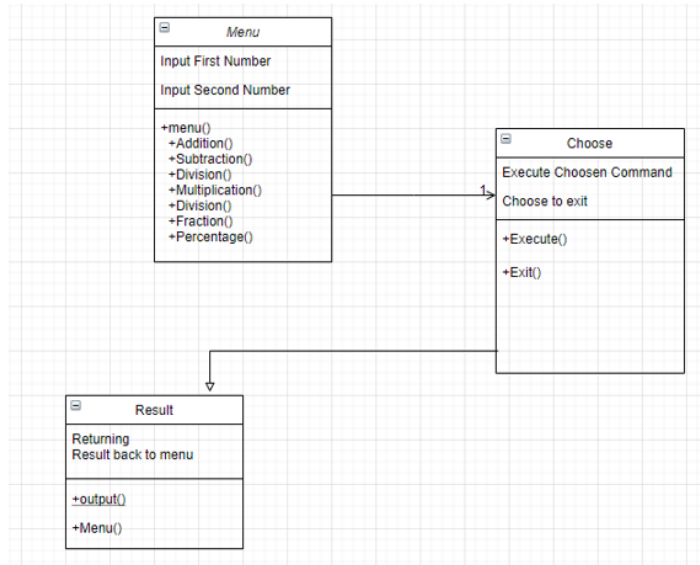 Menu
Input First Number
Input Second Number
+menu()
+Addition()
+Subtraction()
+Division()
+Multiplication()
+Division()
+Fraction()
+Percentage()
1
Choose
Execute Choosen Command
Choose to exit
+Execute()
+Exit()
Result
Returning
Result back to menu
+output()
+Menu()